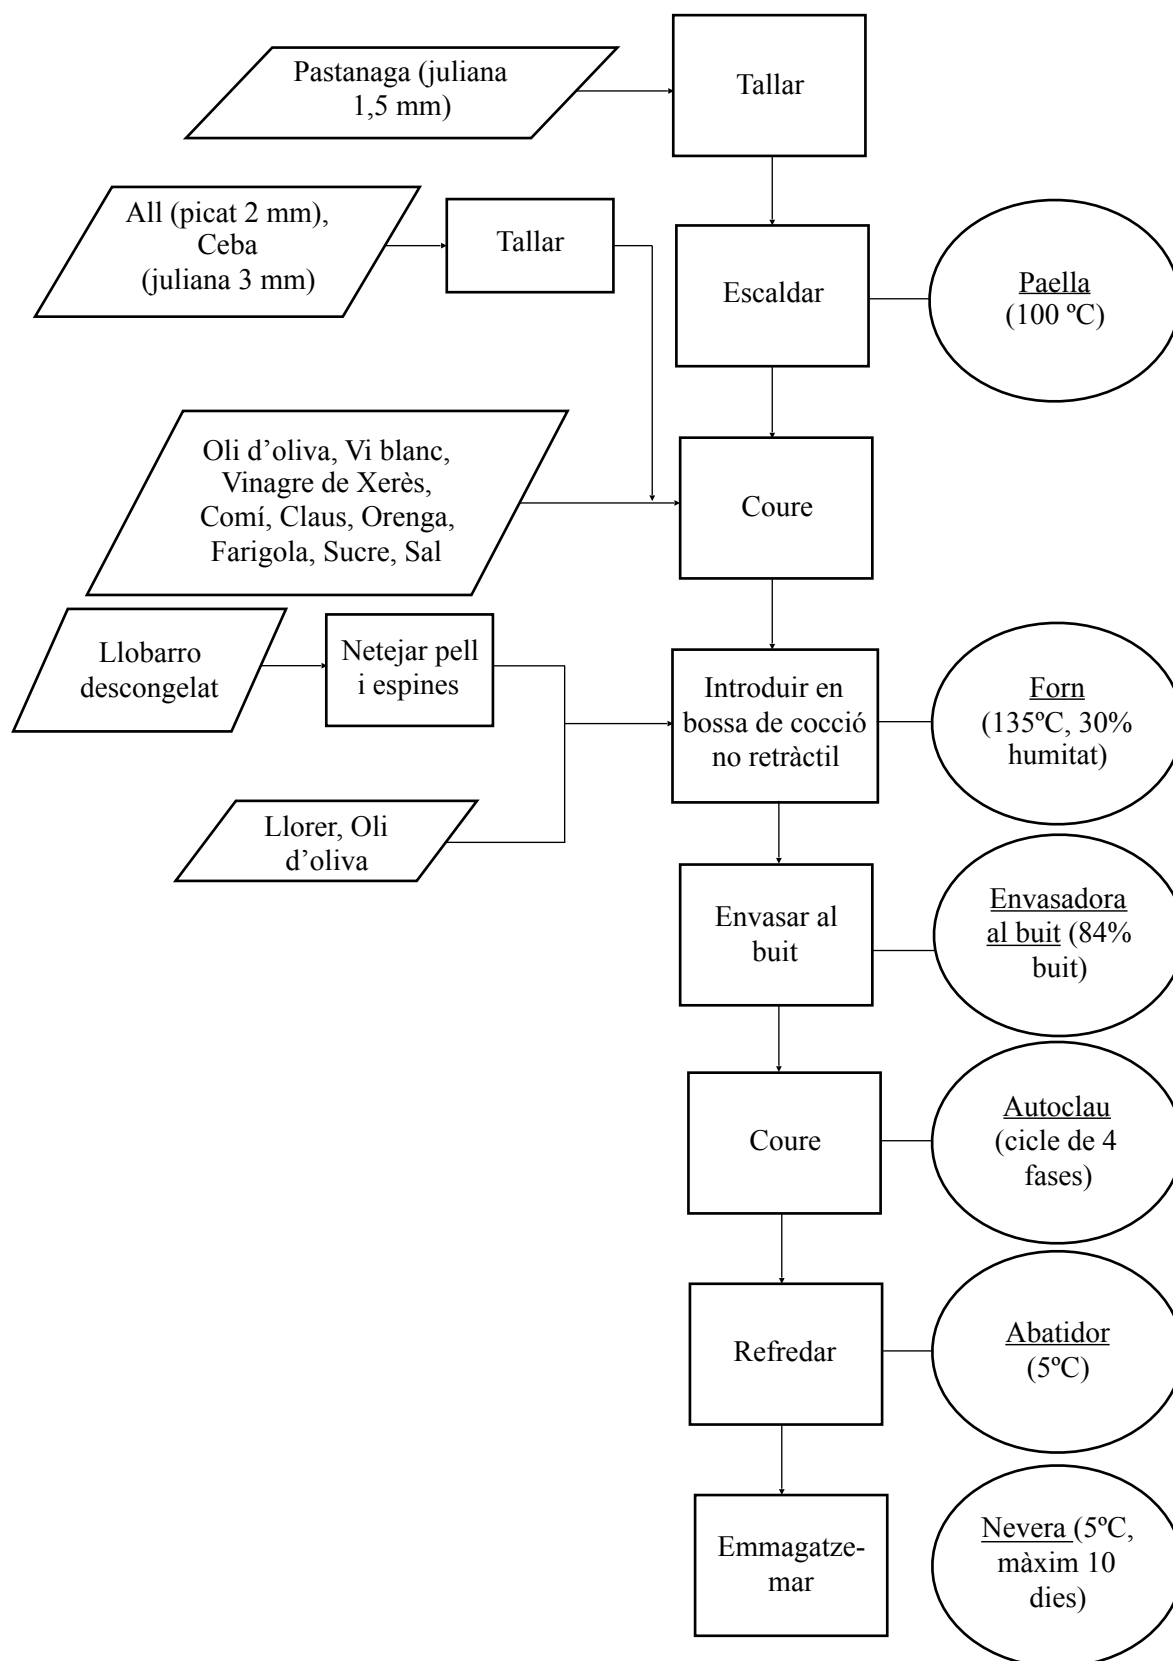 Pastanaga (juliana
1,5 mm)
Tallar
All (picat 2 mm),
Ceba
(juliana 3 mm)
Tallar
Escaldar
Paella
(100 ºC)
Oli d’oliva, Vi blanc,
Vinagre de Xerès,
Comí, Claus, Orenga,
Farigola, Sucre, Sal
Coure
Llobarro
descongelat
Netejar pell
i espines
Introduir en
bossa de cocció
no retràctil
Forn
(135ºC, 30%
humitat)
Llorer, Oli
d’oliva
Envasar al
buit
Envasadora
al buit (84%
buit)
Coure
Autoclau
(cicle de 4
fases)
Refredar
Abatidor
(5ºC)
Emmagatze-
mar
Nevera (5ºC,
màxim 10
dies)